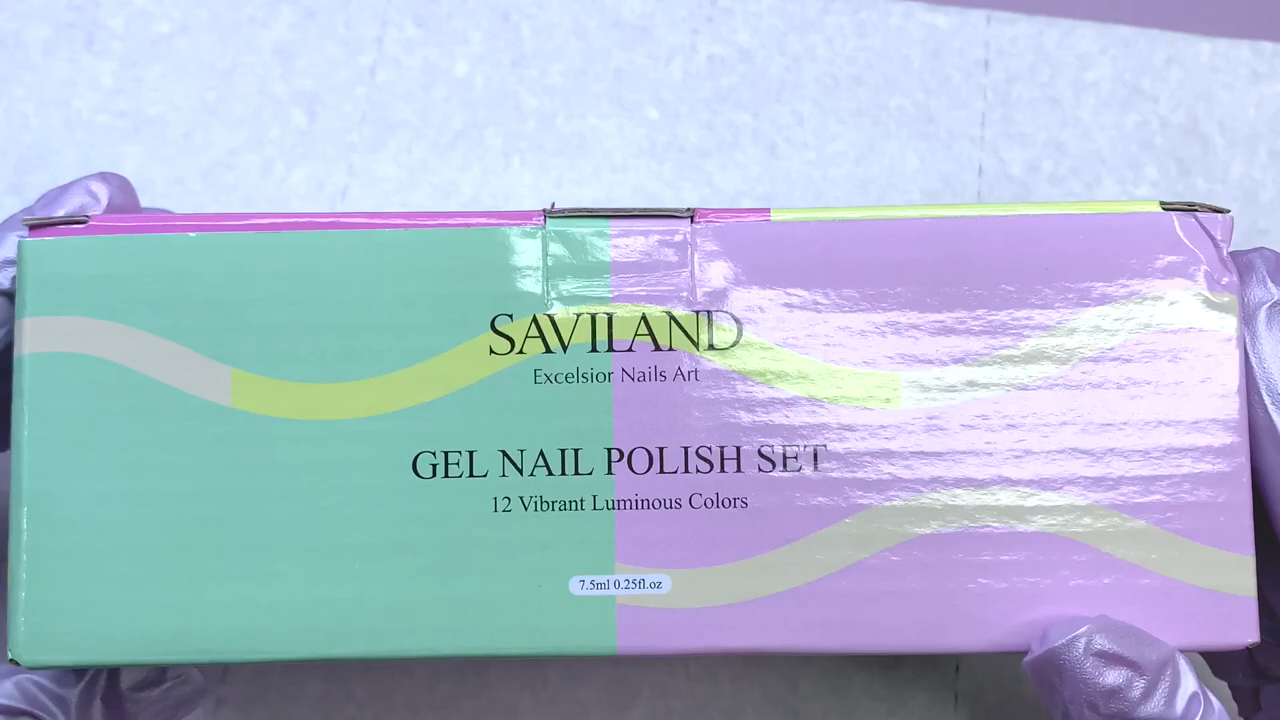 SAVILAND
Excelsior Nails Art
GEL NAIL POLISH SET
12 Vibrant Luminous Colors
7.5ml 0.25fl.oz